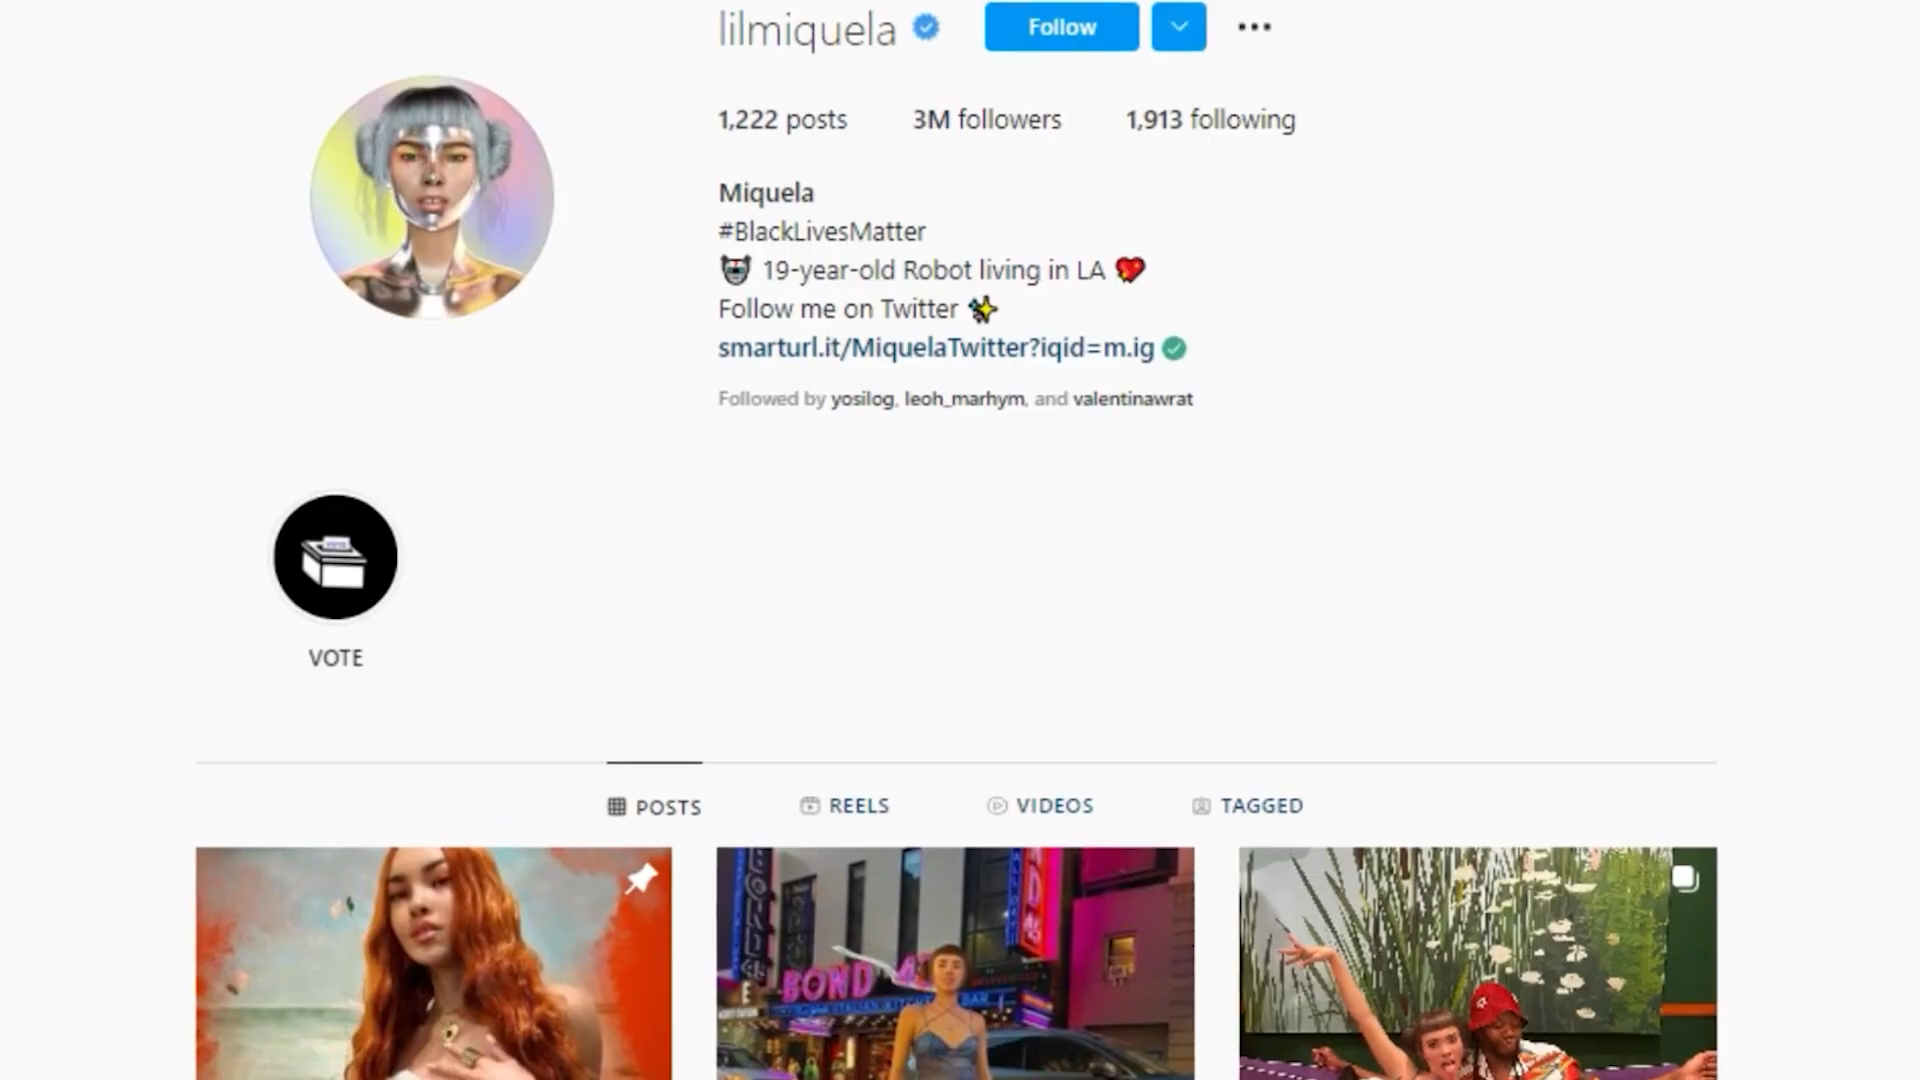 lilmiquela
Follow
1,222 posts 3M followers 1,913 following
Miquela
#BlackLivesMatter
19-year-old Robot living in LA
Follow me on Twitter
smarturl.it/MiquelaTwitter?iqid=m.ig
Followed by yosilog, leoh_marhym, and valentinawrat
VOTE
POSTS REELS VIDEOS TAGGED
BOND